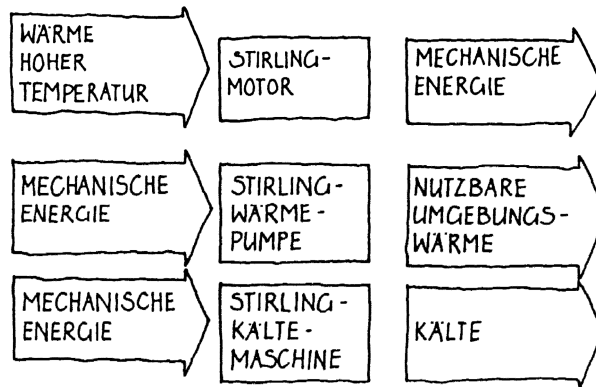 WÄRME
HOHER
TEMPERATUR
STIRLING-
MOTOR
MECHANISCHE
ENERGIE
MECHANISCHE
ENERGIE
STIRLING-
WÄRME-
PUMPE
NUTZBARE
UMGEBUNGS-
WÄRME
MECHANISCHE
ENERGIE
STIRLING-
KÄLTE-
MASCHINE
KÄLTE